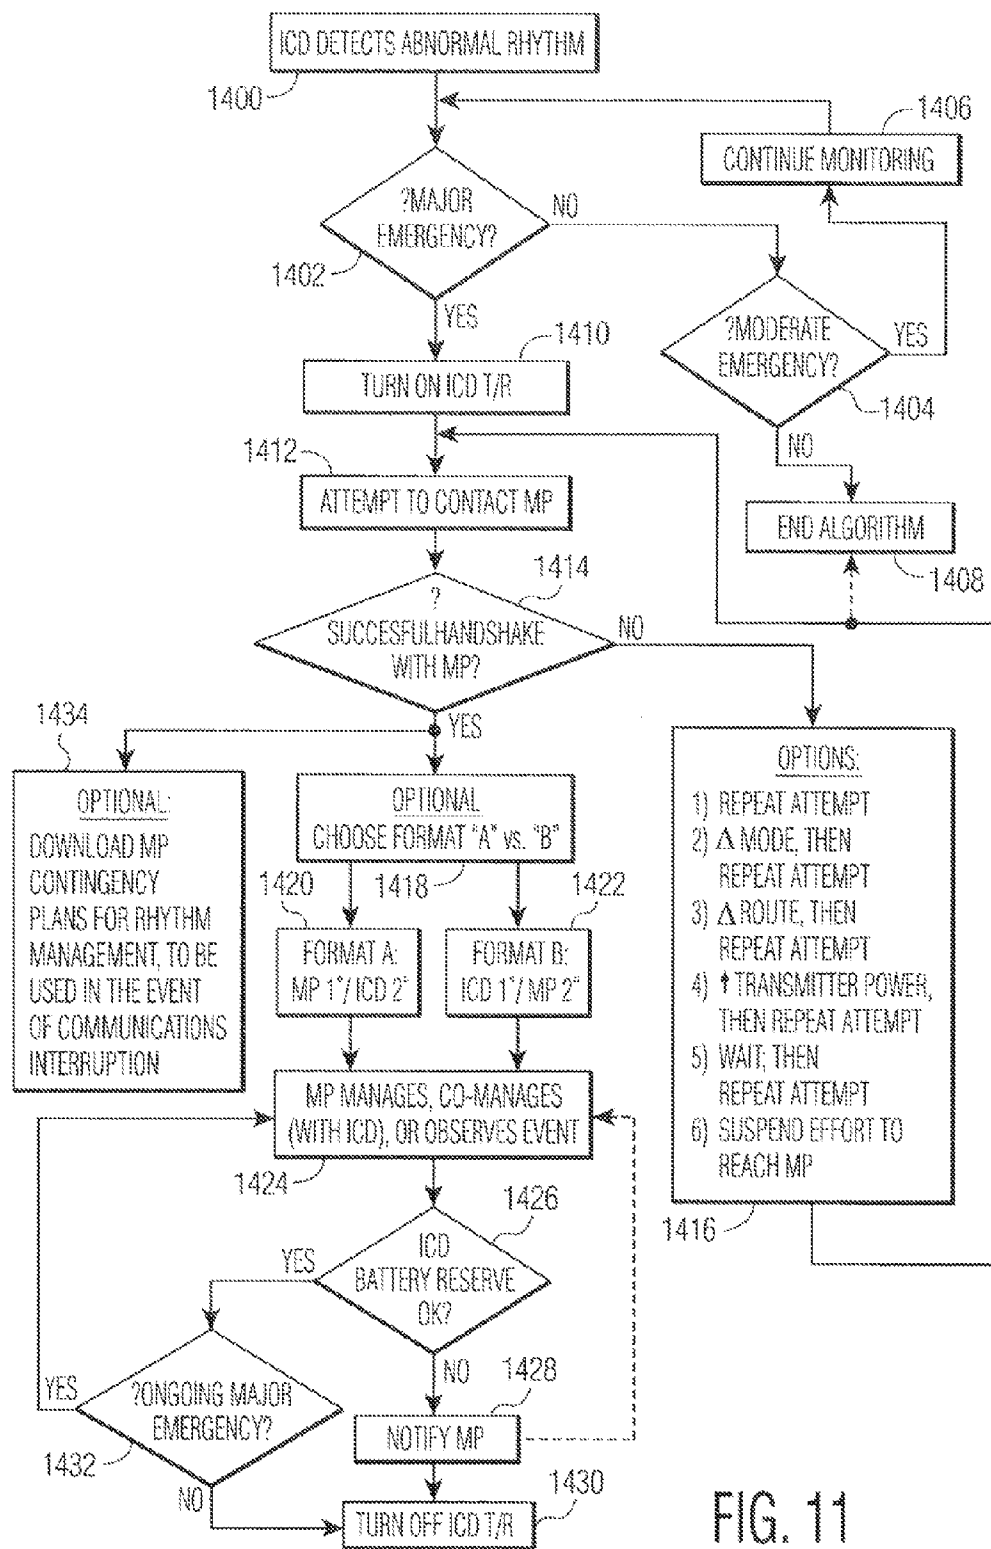 ICD DETECTS ABNORMAL RHYTHM
1400
1406
CONTINUE MONITORING
?MAJOR
EMERGENCY?
NO
1402
YES
?MODERATE
EMERGENCY?
YES
1404
NO
1410
TURN ON ICD T/R
1412
ATTEMPT TO CONTACT MP
END ALGORITHM
1408
1414
?
SUCCESFULHANDSHAKE
WITH MP?
NO
YES
1434
OPTIONAL:
DOWNLOAD MP
CONTINGENCY
PLANS FOR RHYTHM
MANAGEMENT, TO BE
USED IN THE EVENT
OF COMMUNICATIONS
INTERRUPTION
OPTIONAL
CHOOSE FORMAT "A" vs. "B"
1418
1420
FORMAT A:
MP 1°/ ICD 2°
1422
FORMAT B:
ICD 1°/ MP 2°
OPTIONS:
1) REPEAT ATTEMPT
2) Δ MODE, THEN
REPEAT ATTEMPT
3) Δ ROUTE, THEN
REPEAT ATTEMPT
4) ↑ TRANSMITTER POWER,
THEN REPEAT ATTEMPT
5) WAIT; THEN
REPEAT ATTEMPT
6) SUSPEND EFFORT TO
REACH MP
1416
MP MANAGES, CO-MANAGES
(WITH ICD), OR OBSERVES EVENT
1424
1426
ICD
BATTERY RESERVE
OK?
YES
NO
1428
NOTIFY MP
YES
?ONGOING MAJOR
EMERGENCY?
1432
NO
1430
TURN OFF ICD T/R
FIG. 11